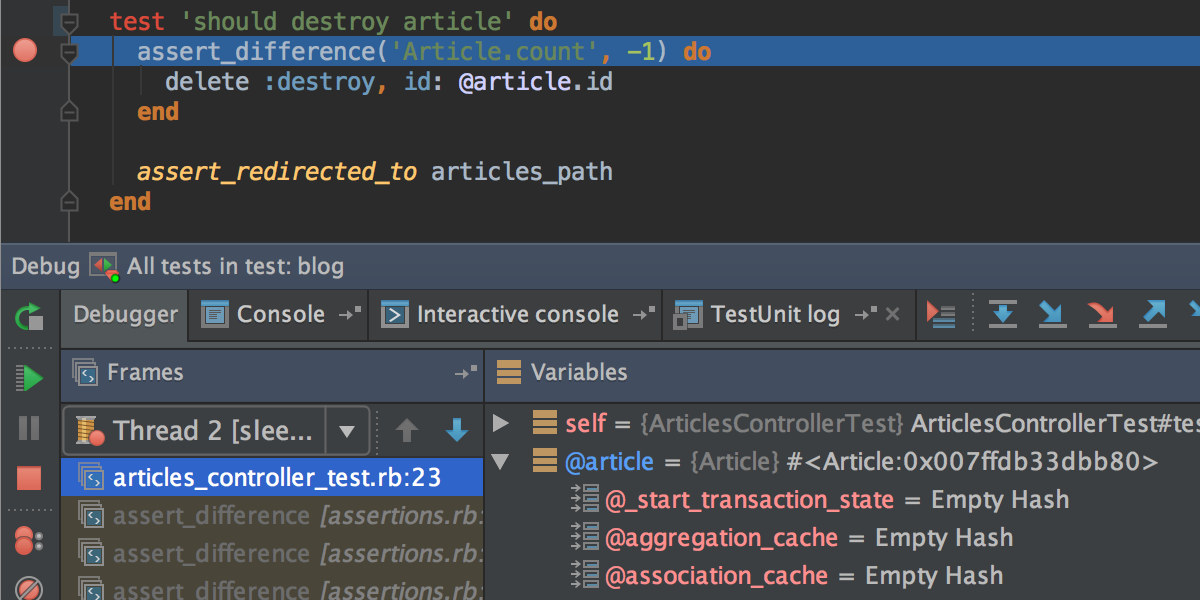 test 'should destroy article' do
assert_difference('Article.count', -1) do
delete :destroy, id: @article.id
end
assert_redirected_to articles_path
end
Debug All tests in test: blog
Debugger Console Interactive console TestUnit log
Frames Variables
Thread 2 [slee... self = {ArticlesControllerTest} ArticlesControllerTest#tes
@article = {Article} #<Article:0x007ffdb33dbb80>
articles_controller_test.rb:23 @_start_transaction_state = Empty Hash
assert_difference [assertions.rb:
@aggregation_cache = Empty Hash
assert_difference [assertions.rb:
@association_cache = Empty Hash
assert_difference [assertions.rb: